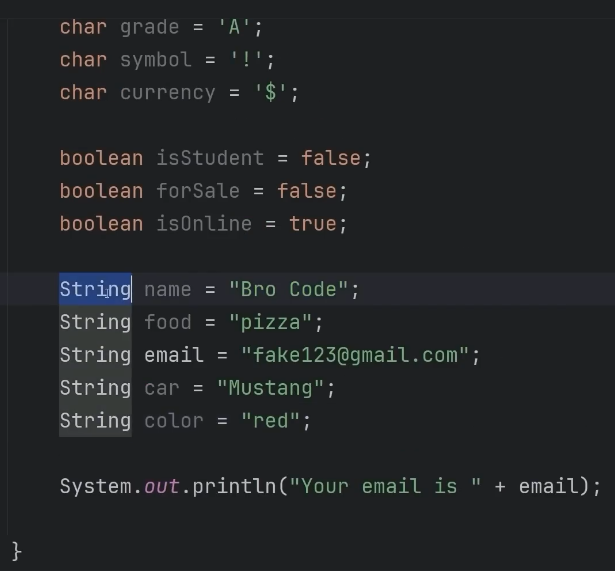 char grade = 'A';
char symbol = '!';
char currency = '$';
boolean isStudent = false;
boolean forSale = false;
boolean isOnline = true;
String name = "Bro Code";
String food = "pizza";
String email = "fake123@gmail.com";
String car = "Mustang";
String color = "red";
System.out.println("Your email is " + email);
}